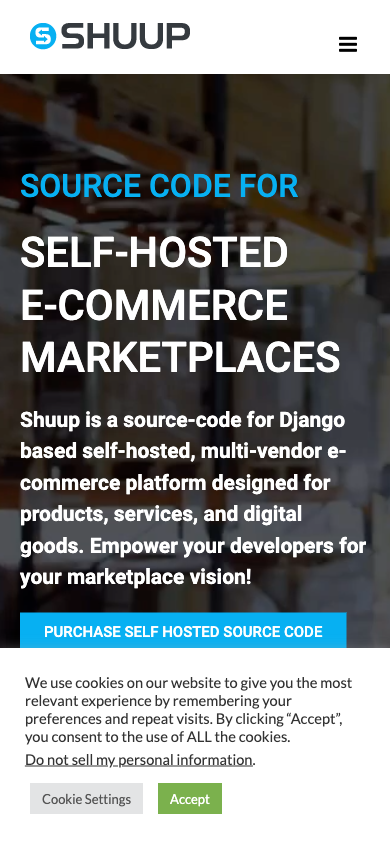 SHUUP
SOURCE CODE FOR
SELF-HOSTED
E-COMMERCE
MARKETPLACES
Shuup is a source-code for Django
based self-hosted, multi-vendor e-
commerce platform designed for
products, services, and digital
goods. Empower your developers for
your marketplace vision!
PURCHASE SELF HOSTED SOURCE CODE
We use cookies on our website to give you the most
relevant experience by remembering your
preferences and repeat visits. By clicking “Accept”,
you consent to the use of ALL the cookies.
Do not sell my personal information.
Cookie Settings
Accept